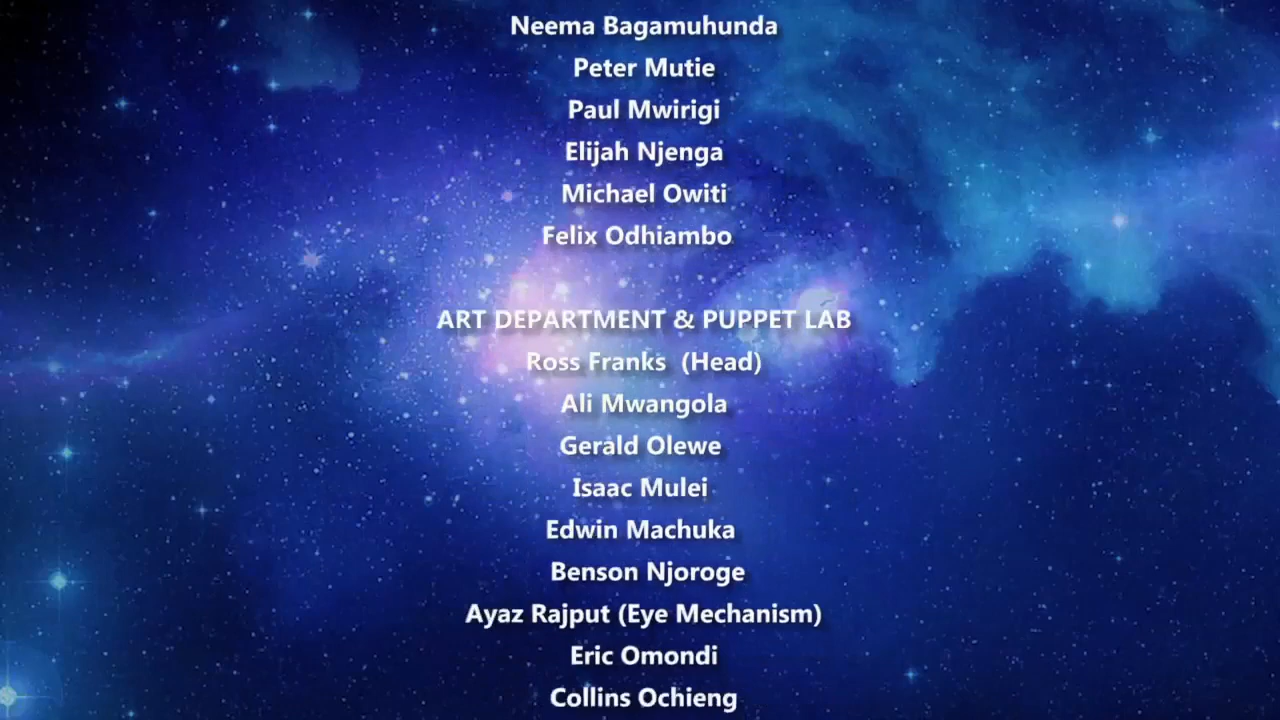 Neema Bagamuhunda
Peter Mutie
Paul Mwirigi
Elijah Njenga
Michael Owiti
Felix Odhiambo
ART DEPARTMENT & PUPPET LAB
Ross Franks  (Head)
Ali Mwangola
Gerald Olewe
Isaac Mulei
Edwin Machuka
Benson Njoroge
Ayaz Rajput (Eye Mechanism)
Eric Omondi
Collins Ochieng